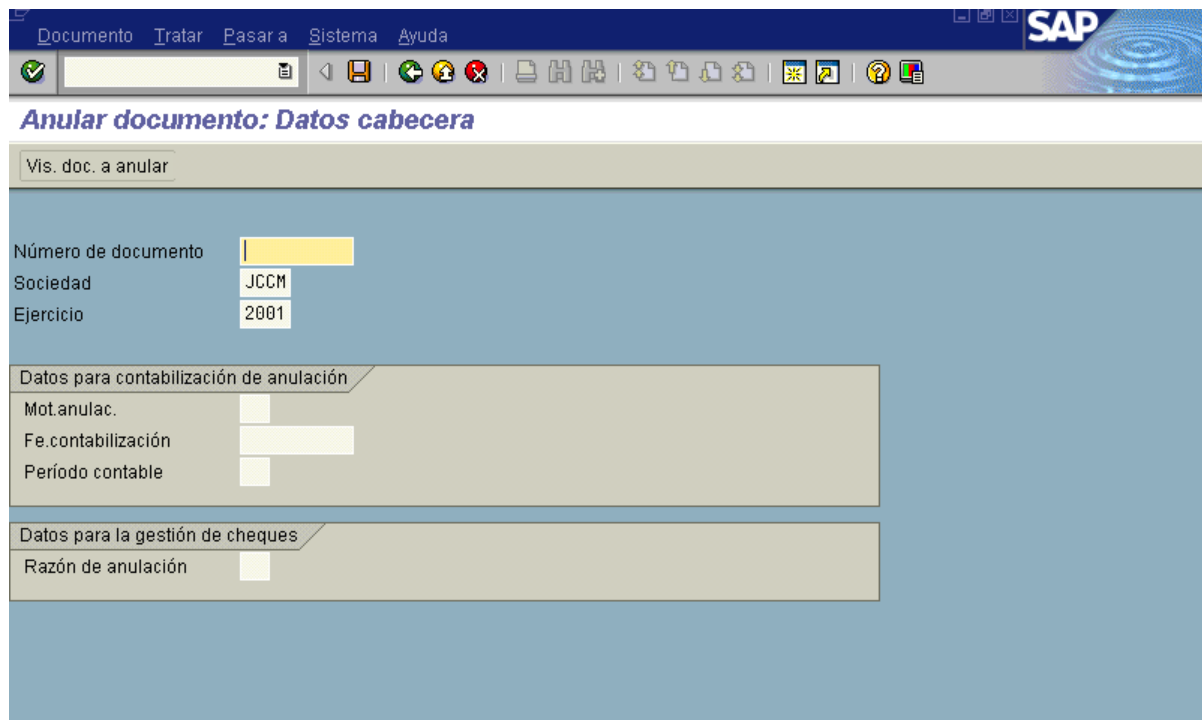 Documento Tratar Pasar a Sistema Ayuda
SAP
Anular documento: Datos cabecera
Vis. doc. a anular
Número de documento
Sociedad JCCM
Ejercicio 2001
Datos para contabilización de anulación
Mot.anulac.
Fe.contabilización
Período contable
Datos para la gestión de cheques
Razón de anulación